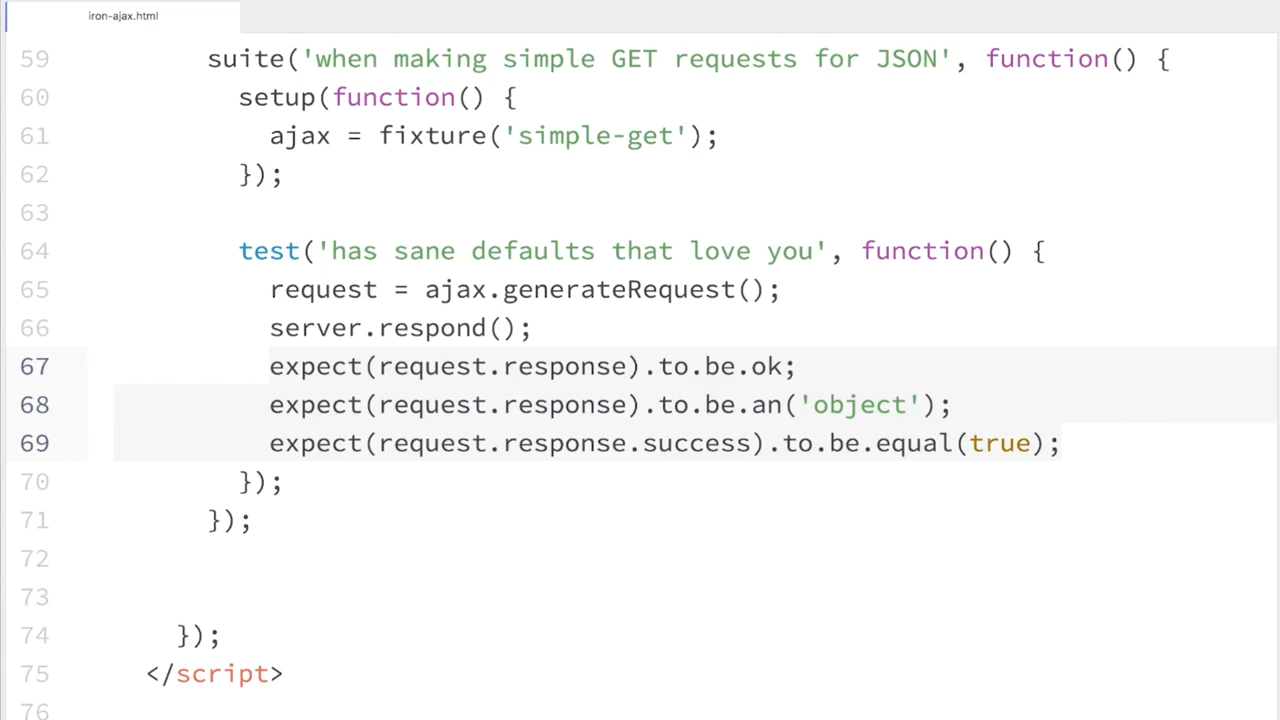 iron-ajax.html
59 suite('when making simple GET requests for JSON', function() {
60 setup(function() {
61 ajax = fixture('simple-get');
62 });
63
64 test('has sane defaults that love you', function() {
65 request = ajax.generateRequest();
66 server.respond();
67 expect(request.response).to.be.ok;
68 expect(request.response).to.be.an('object');
69 expect(request.response.success).to.be.equal(true);
70 });
71 });
72
73
74 });
75 </script>
76